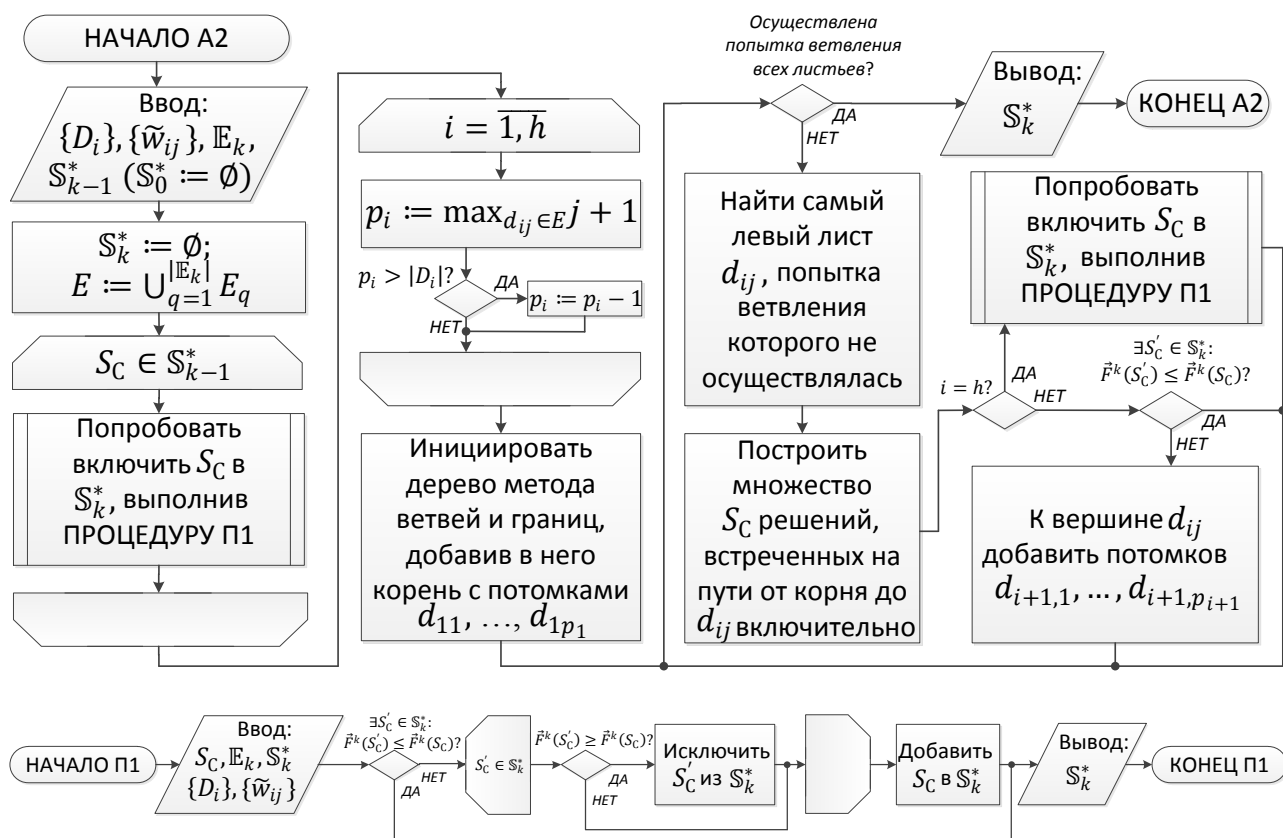 НАЧАЛО А2
Ввод:
{D_i}, {w̃_ij}, 𝔼_k,
𝕊*_{k−1} (𝕊*_0 := ∅)
𝕊*_k := ∅;
E := ⋃_{q=1}^{|𝔼_k|} E_q
S_C ∈ 𝕊*_{k−1}
Попробовать
включить S_C в
𝕊*_k, выполнив
ПРОЦЕДУРУ П1
i = 1, h
p_i := max_{d_ij ∈ E} j + 1
p_i > |D_i|?
ДА
p_i := p_i − 1
НЕТ
Инициировать
дерево метода
ветвей и границ,
добавив в него
корень с потомками
d_11, …, d_{1p_1}
Осуществлена
попытка ветвления
всех листьев?
ДА
НЕТ
Вывод:
𝕊*_k
КОНЕЦ А2
Найти самый
левый лист
d_ij, попытка
ветвления
которого не
осуществлялась
Построить
множество
S_C решений,
встреченных на
пути от корня до
d_ij включительно
Попробовать
включить S_C в
𝕊*_k, выполнив
ПРОЦЕДУРУ П1
i = h?
ДА
НЕТ
∃S′_C ∈ 𝕊*_k:
F⃗^k(S′_C) ≤ F⃗^k(S_C)?
ДА
НЕТ
К вершине d_ij
добавить потомков
d_{i+1,1}, …, d_{i+1,p_{i+1}}
НАЧАЛО П1
Ввод:
S_C, 𝔼_k, 𝕊*_k
{D_i}, {w̃_ij}
∃S′_C ∈ 𝕊*_k:
F⃗^k(S′_C) ≤ F⃗^k(S_C)?
НЕТ
ДА
S′_C ∈ 𝕊*_k
F⃗^k(S′_C) ≥ F⃗^k(S_C)?
ДА
НЕТ
Исключить
S′_C из 𝕊*_k
Добавить
S_C в 𝕊*_k
Вывод:
𝕊*_k
КОНЕЦ П1